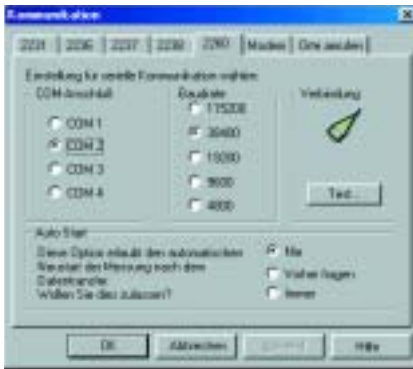 Kommunikation
2231 2236 2237 2238 2260 Modem Orte anrufen
Einstellung für serielle Kommunikation wählen:
COM-Anschluß
Baudrate
Verbindung
COM 1
COM 2
COM 3
COM 4
115200
38400
19200
9600
4800
Test...
Auto Start
Diese Option erlaubt den automatischen
Neustart der Messung nach dem
Datentransfer.
Wollen Sie dies zulassen?
Nie
Vorher fragen
Immer
OK Abbrechen Hilfe